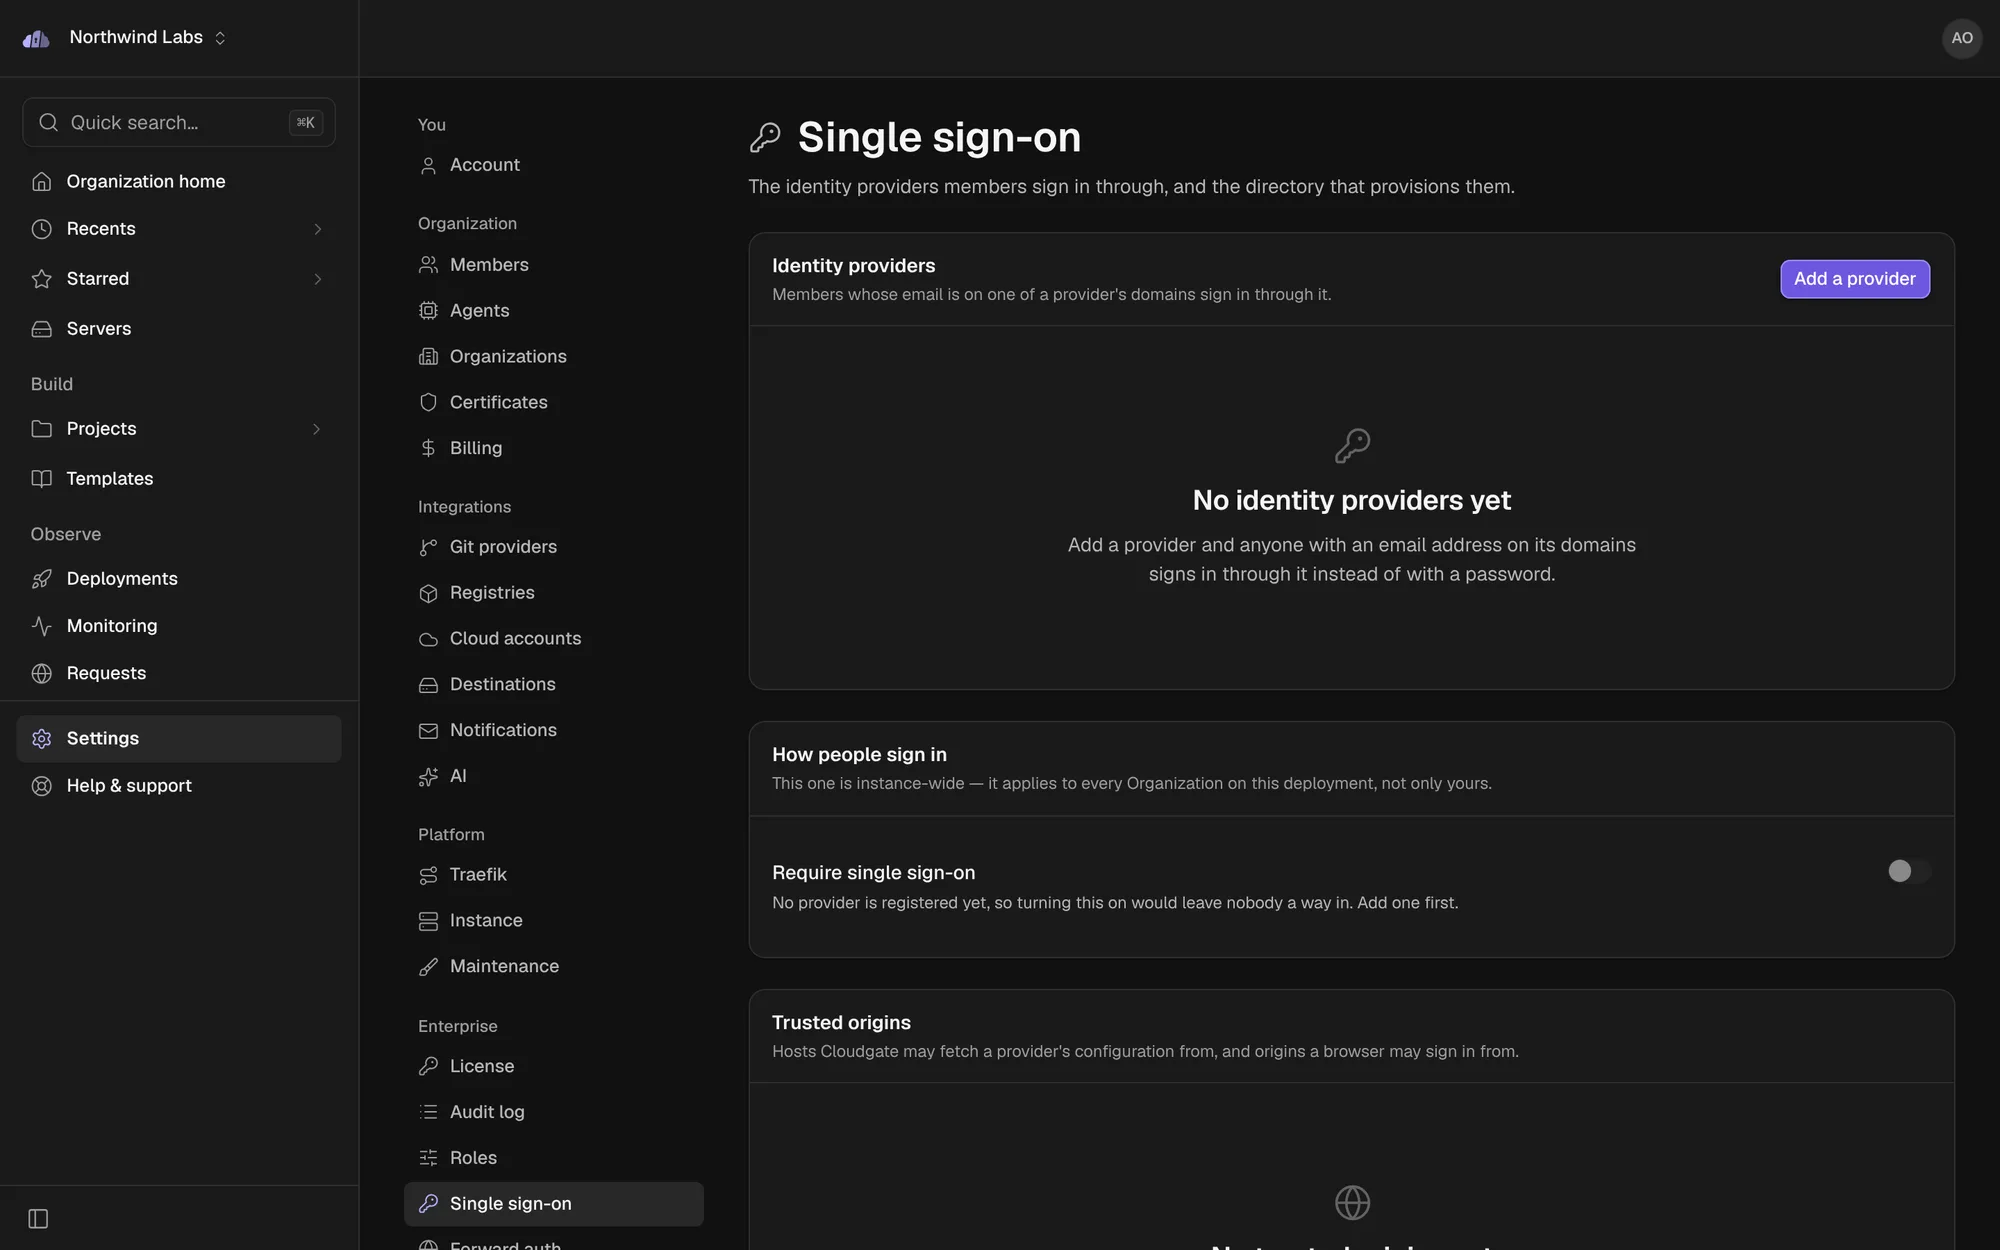 Northwind Labs
AO
Quick search...
⌘K
Organization home
Recents
Starred
Servers
Build
Projects
Templates
Observe
Deployments
Monitoring
Requests
Settings
Help & support
You
Account
Organization
Members
Agents
Organizations
Certificates
Billing
Integrations
Git providers
Registries
Cloud accounts
Destinations
Notifications
AI
Platform
Traefik
Instance
Maintenance
Enterprise
License
Audit log
Roles
Single sign-on
Forward auth
Single sign-on
The identity providers members sign in through, and the directory that provisions them.
Identity providers
Members whose email is on one of a provider's domains sign in through it.
Add a provider
No identity providers yet
Add a provider and anyone with an email address on its domains
signs in through it instead of with a password.
How people sign in
This one is instance-wide — it applies to every Organization on this deployment, not only yours.
Require single sign-on
No provider is registered yet, so turning this on would leave nobody a way in. Add one first.
Trusted origins
Hosts Cloudgate may fetch a provider's configuration from, and origins a browser may sign in from.